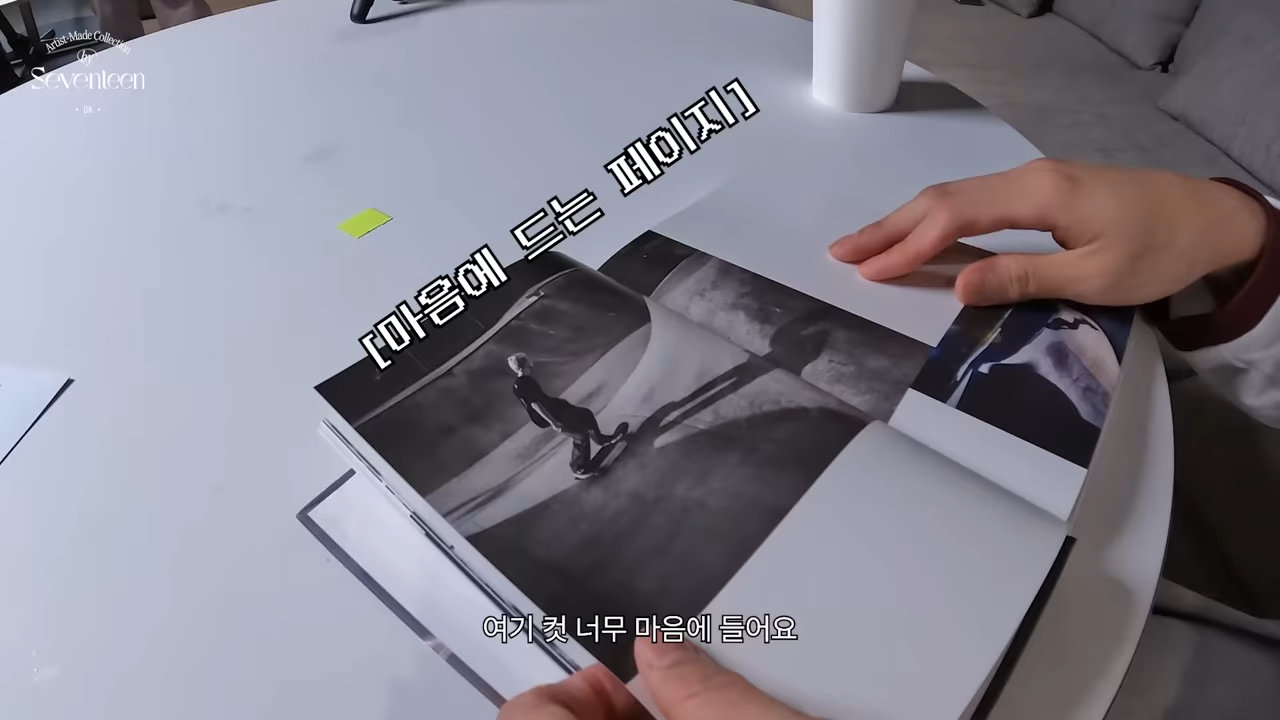 Artist-Made Collection
by
Seventeen
• DK •
[마음에 드는 페이지]
여기 컷 너무 마음에 들어요